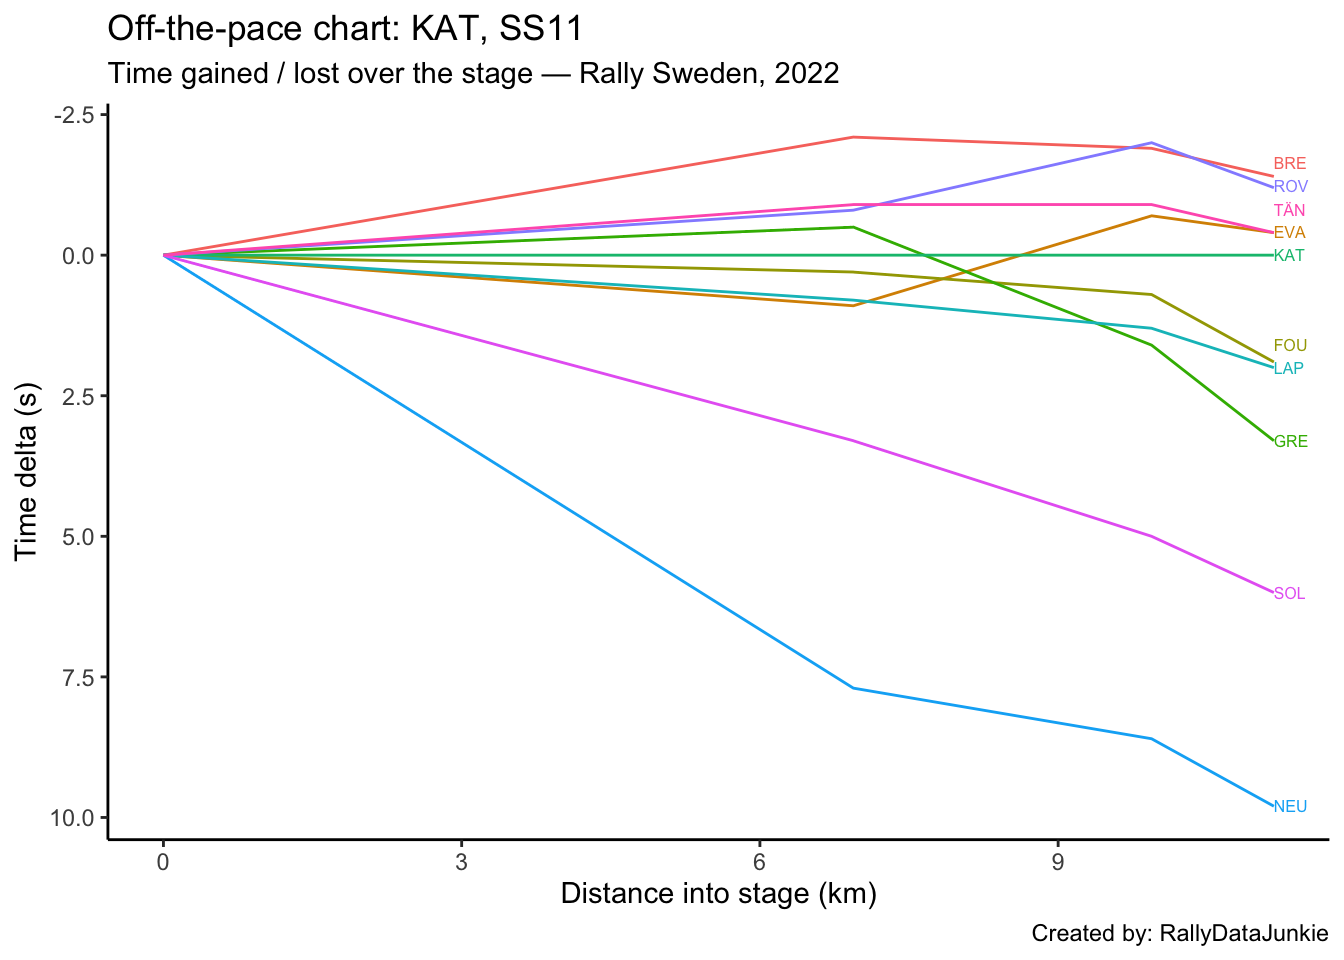 Off-the-pace chart: KAT, SS11
Time gained / lost over the stage — Rally Sweden, 2022
-2.5
0.0
2.5
5.0
7.5
10.0
Time delta (s)
BRE
ROV
TÄN
EVA
KAT
FOU
LAP
GRE
SOL
NEU
0 3 6 9
Distance into stage (km)
Created by: RallyDataJunkie